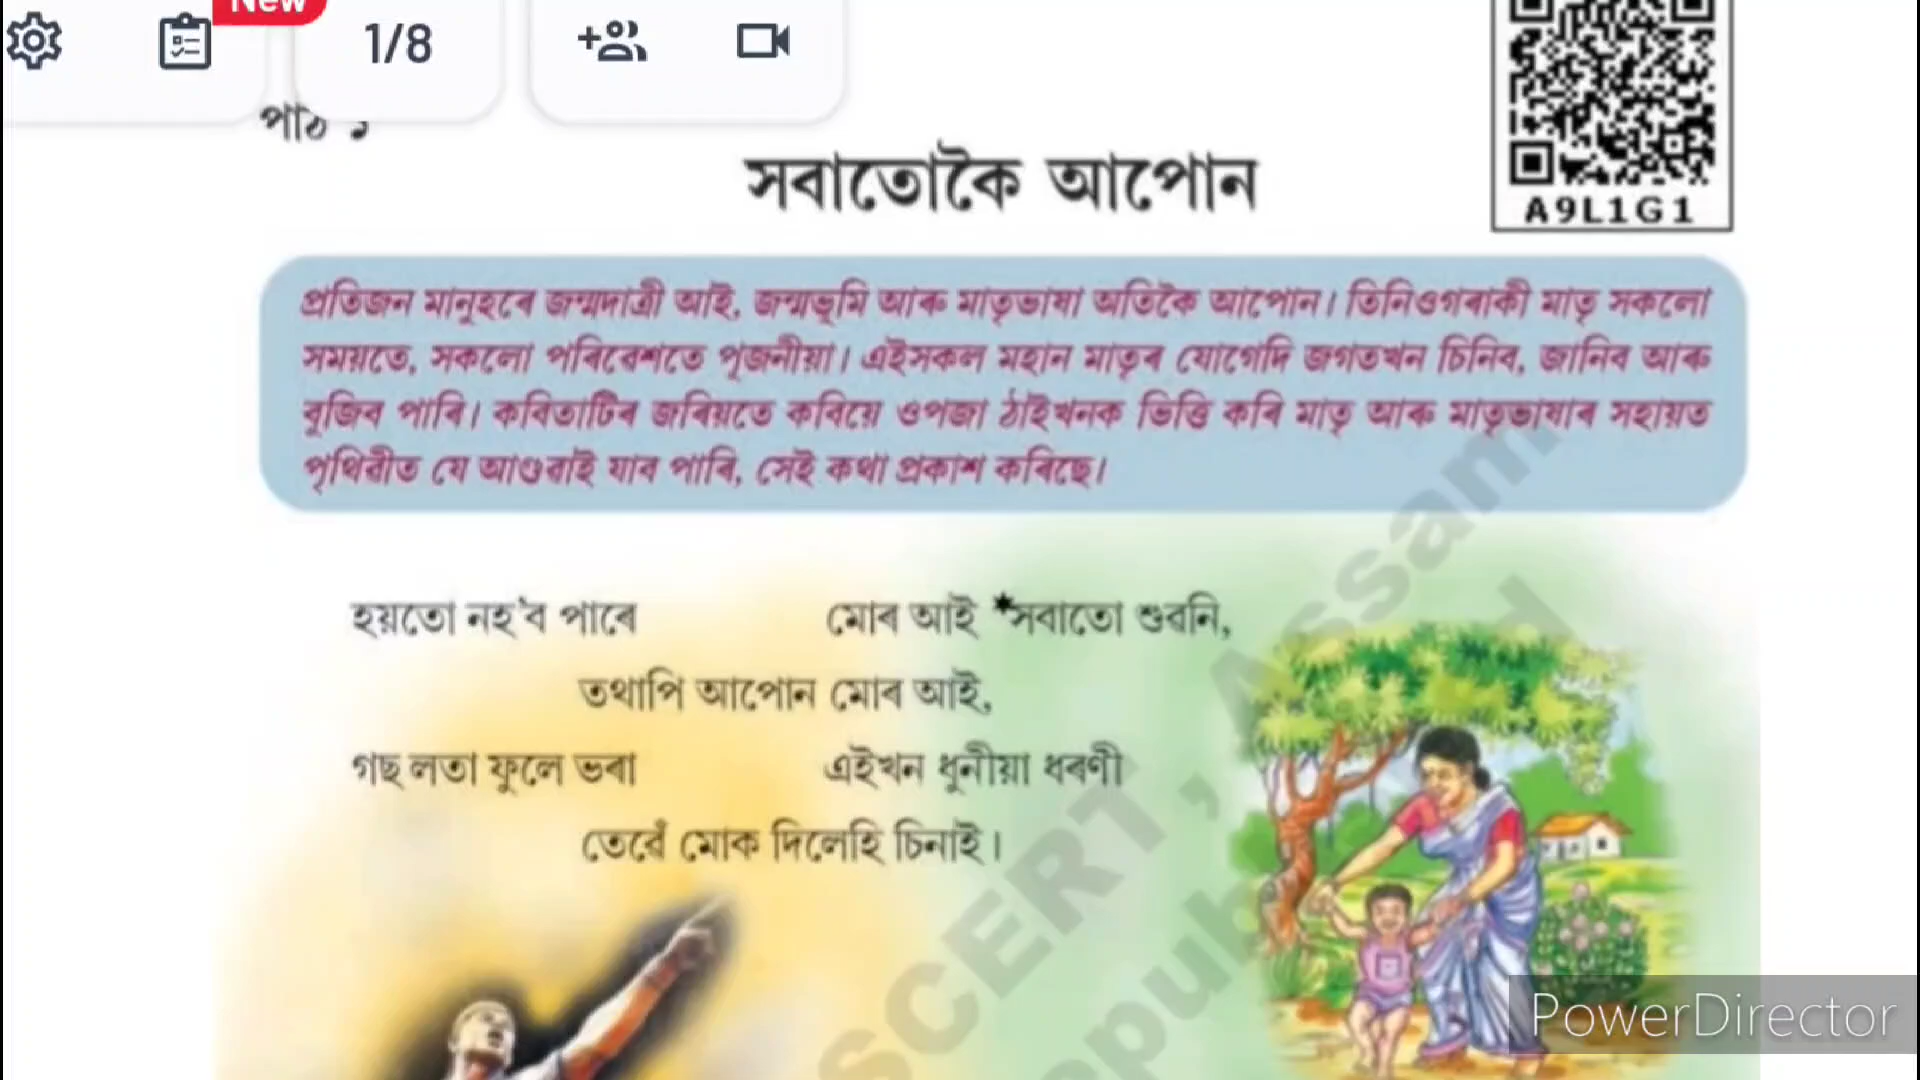 New
1/8
পাঠ ১
সবাতোকৈ আপোন
A9L1G1
প্ৰতিজন মানুহৰে জন্মদাত্ৰী আই, জন্মভূমি আৰু মাতৃভাষা অতিকৈ আপোন। তিনিওগৰাকী মাতৃ সকলো
সময়তে, সকলো পৰিৱেশতে পূজনীয়া। এইসকল মহান মাতৃৰ যোগেদি জগতখন চিনিব, জানিব আৰু
বুজিব পাৰি। কবিতাটিৰ জৰিয়তে কবিয়ে ওপজা ঠাইখনক ভিত্তি কৰি মাতৃ আৰু মাতৃভাষাৰ সহায়ত
পৃথিৱীত যে আগুৱাই যাব পাৰি, সেই কথা প্ৰকাশ কৰিছে।
হয়তো নহ'ব পাৰে মোৰ আই *সবাতো শুৱনি,
তথাপি আপোন মোৰ আই,
গছ লতা ফুলে ভৰা এইখন ধুনীয়া ধৰণী
তেৱেঁ মোক দিলেহি চিনাই।
SCERT, Assam
PowerDirector